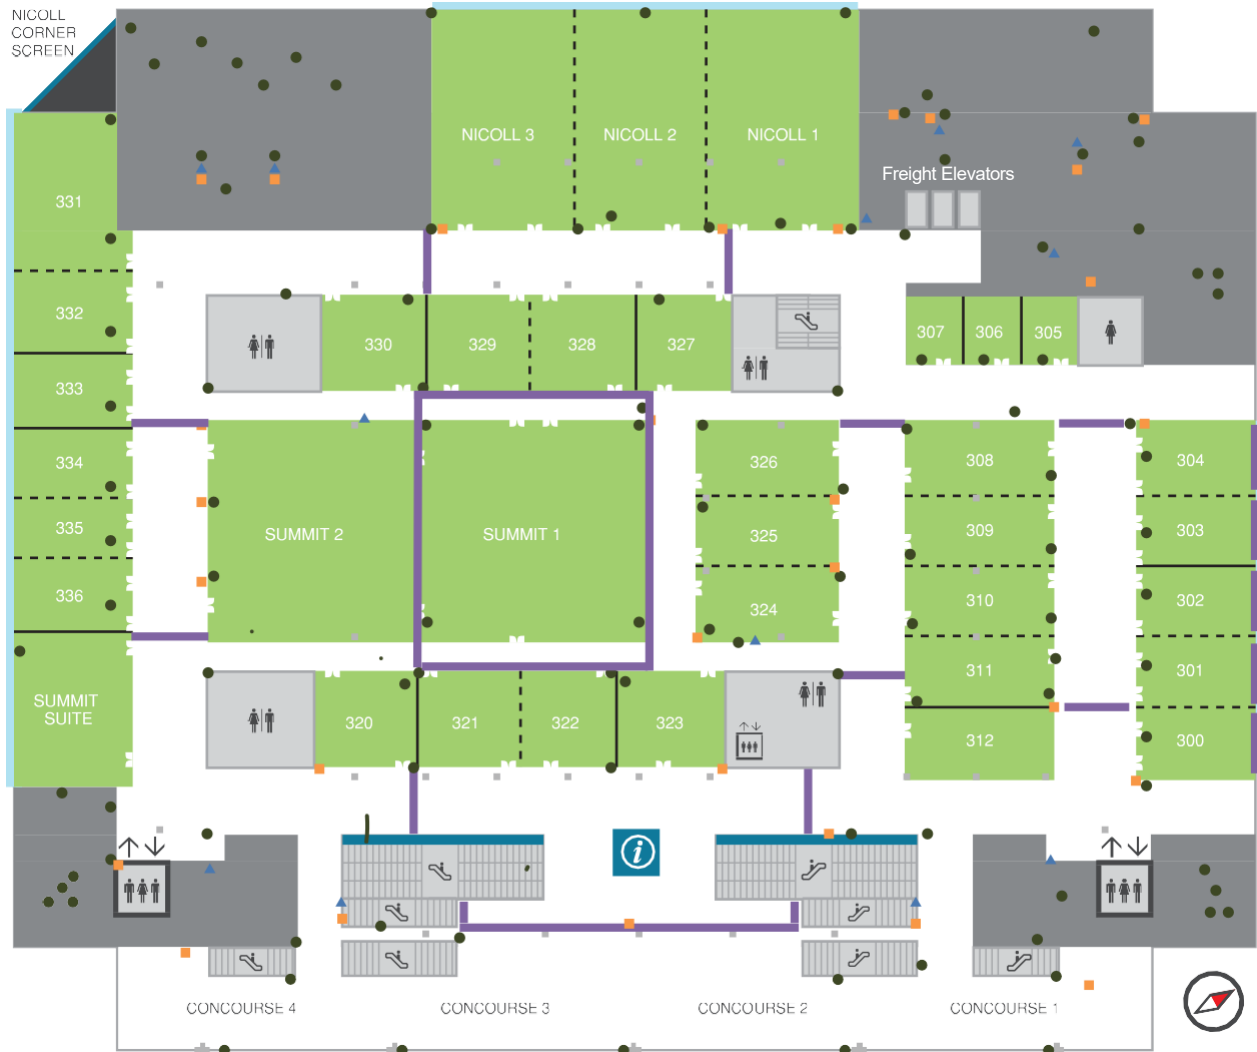 NICOLL
CORNER
SCREEN
NICOLL 3
NICOLL 2
NICOLL 1
Freight Elevators
331
332
333
334
335
336
SUMMIT
SUITE
330
329
328
327
307
306
305
SUMMIT 2
SUMMIT 1
326
325
324
308
309
310
311
312
304
303
302
301
300
320
321
322
323
i
CONCOURSE 4
CONCOURSE 3
CONCOURSE 2
CONCOURSE 1